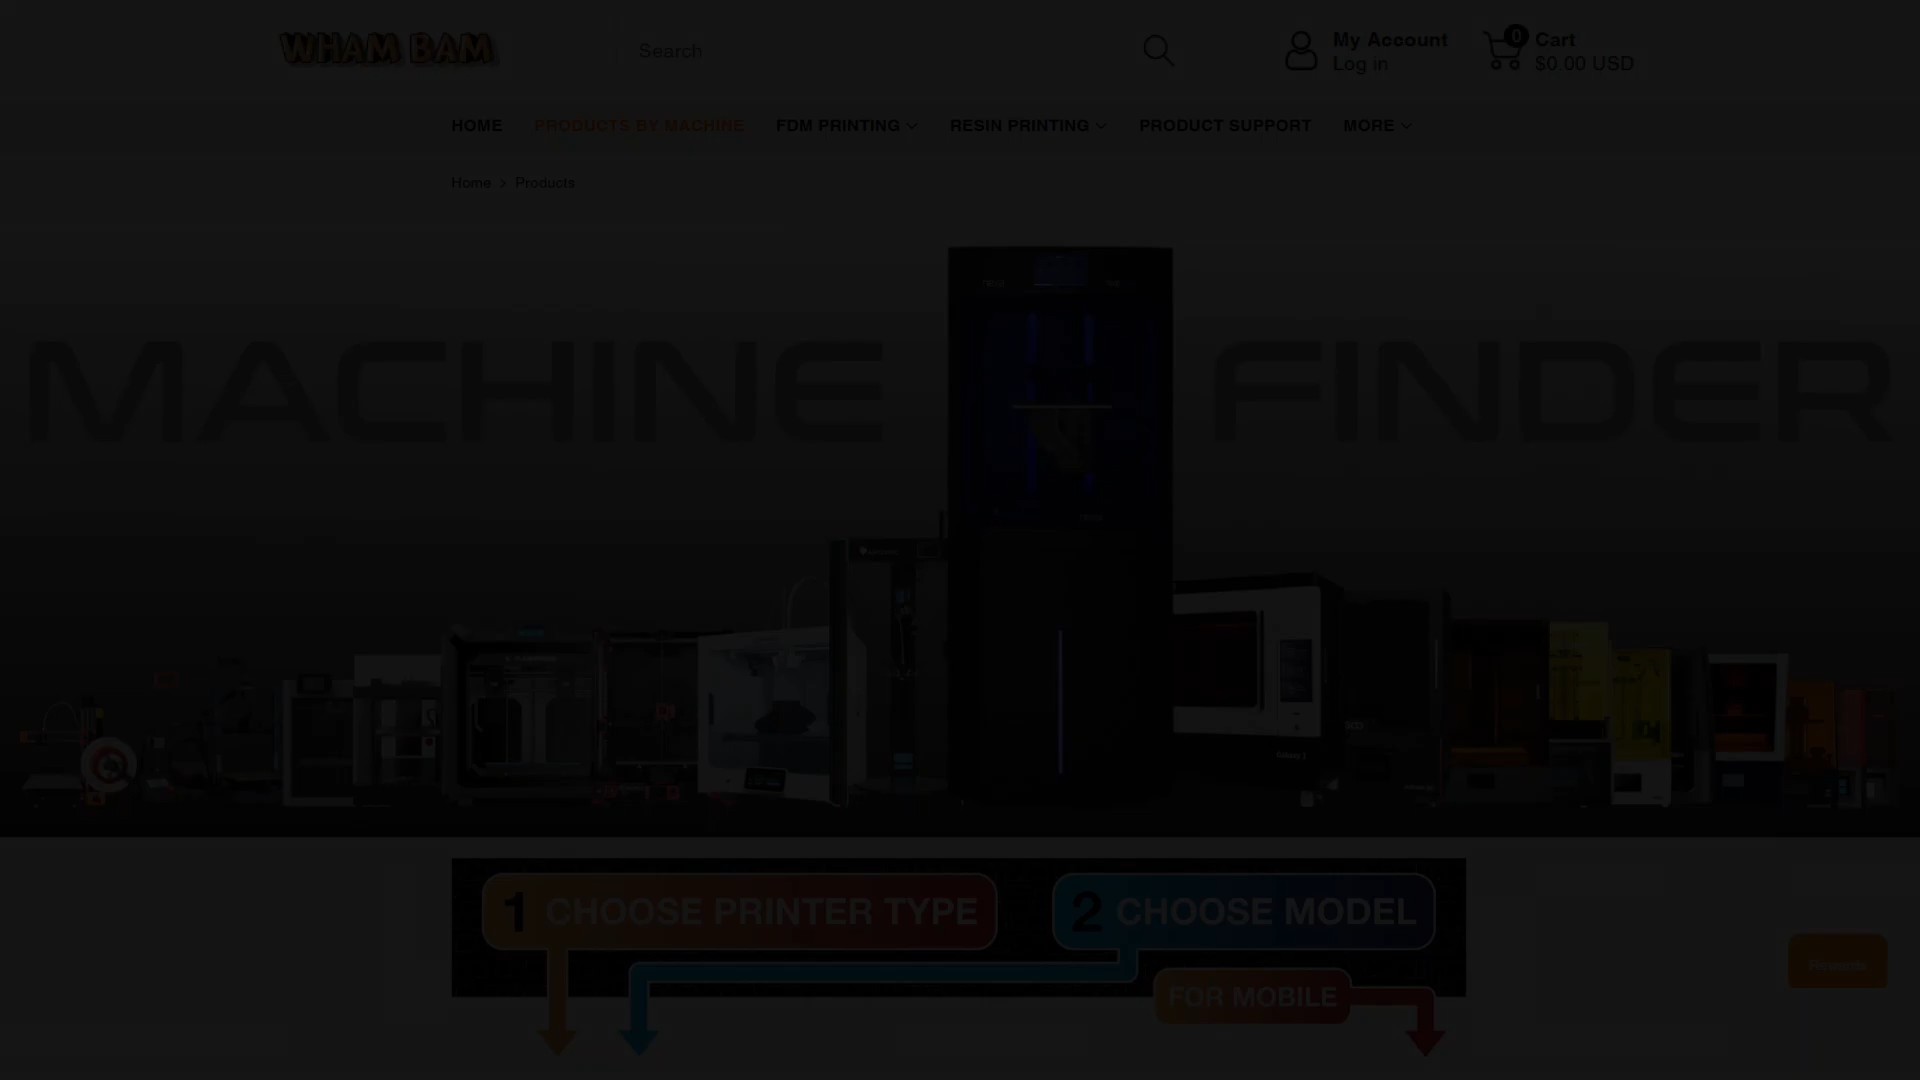 WHAM BAM
Search
My Account
Log in
0
Cart
$0.00 USD
HOME
PRODUCTS BY MACHINE
FDM PRINTING
RESIN PRINTING
PRODUCT SUPPORT
MORE
Home > Products
MACHINE FINDER
1 CHOOSE PRINTER TYPE
2 CHOOSE MODEL
FOR MOBILE
Rewards